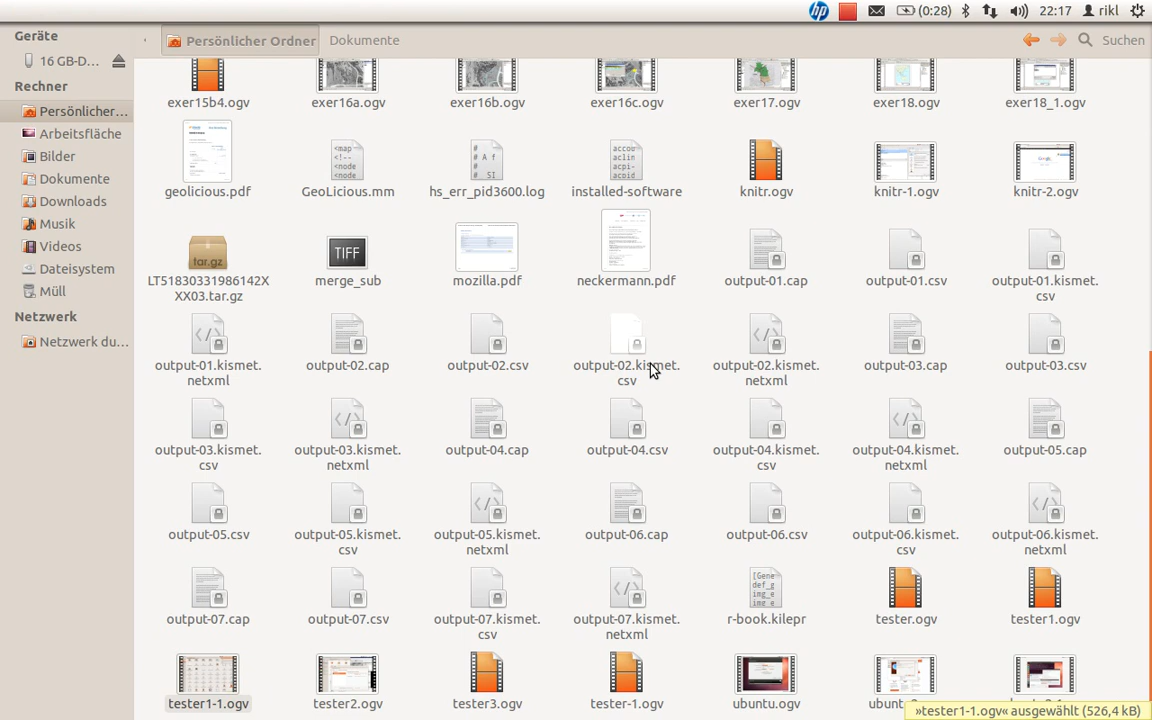 hp (0:28) 22:17 rikl
Geräte
16 GB-D...
Rechner
Persönlicher...
Arbeitsfläche
Bilder
Dokumente
Downloads
Musik
Videos
Dateisystem
Müll
Netzwerk
Netzwerk du...
Persönlicher Ordner Dokumente Suchen
exer15b4.ogv exer16a.ogv exer16b.ogv exer16c.ogv exer17.ogv exer18.ogv exer18_1.ogv
geolicious.pdf GeoLicious.mm hs_err_pid3600.log installed-software knitr.ogv knitr-1.ogv knitr-2.ogv
tar.gz TIFF
LT51830331986142X merge_sub mozilla.pdf neckermann.pdf output-01.cap output-01.csv output-01.kismet.
XX03.tar.gz csv
output-01.kismet. output-02.cap output-02.csv output-02.kismet. output-02.kismet. output-03.cap output-03.csv
netxml csv netxml
output-03.kismet. output-03.kismet. output-04.cap output-04.csv output-04.kismet. output-04.kismet. output-05.cap
csv netxml csv netxml
output-05.csv output-05.kismet. output-05.kismet. output-06.cap output-06.csv output-06.kismet. output-06.kismet.
csv netxml csv netxml
output-07.cap output-07.csv output-07.kismet. output-07.kismet. r-book.kilepr tester.ogv tester1.ogv
csv netxml
tester1-1.ogv tester2.ogv tester3.ogv tester-1.ogv ubuntu.ogv
»tester1-1.ogv« ausgewählt (526,4 kB)